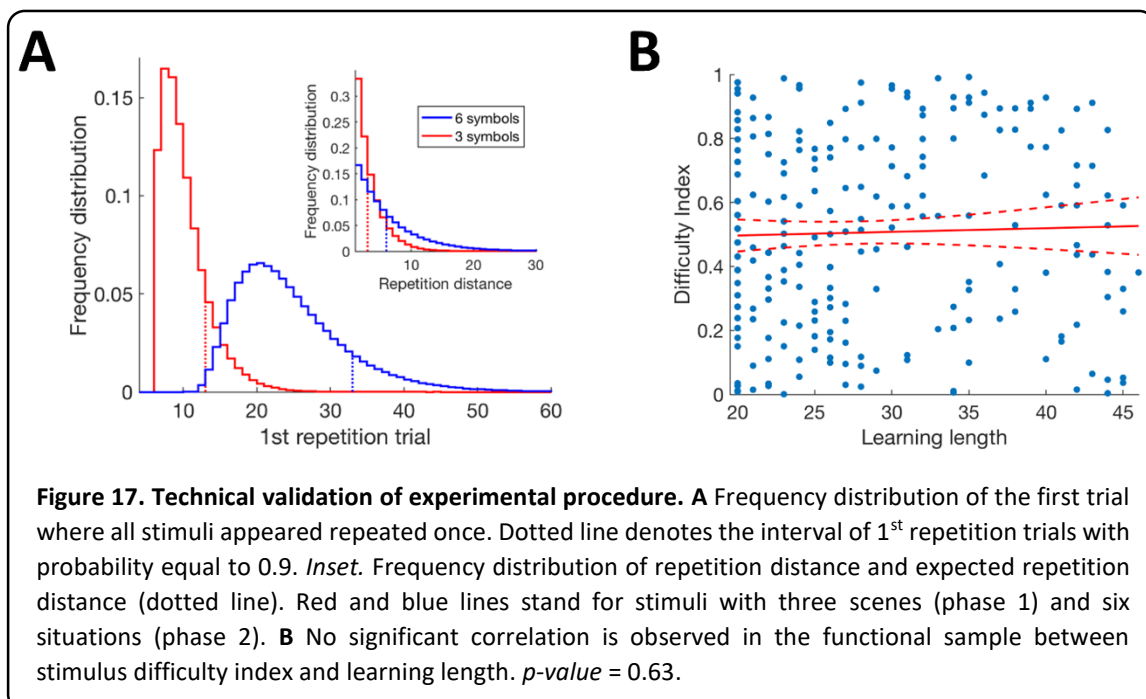 A
B
Frequency distribution
0.15
0.1
0.05
0
10
20
30
40
50
60
1st repetition trial
Frequency distribution
0.3
0.25
0.2
0.15
0.1
0.05
0
10
20
30
Repetition distance
6 symbols
3 symbols
Difficulty Index
1
0.8
0.6
0.4
0.2
0
20
25
30
35
40
45
Learning length
Figure 17. Technical validation of experimental procedure. A Frequency distribution of the first trial
where all stimuli appeared repeated once. Dotted line denotes the interval of 1st repetition trials with
probability equal to 0.9. Inset. Frequency distribution of repetition distance and expected repetition
distance (dotted line). Red and blue lines stand for stimuli with three scenes (phase 1) and six
situations (phase 2). B No significant correlation is observed in the functional sample between
stimulus difficulty index and learning length. p-value = 0.63.